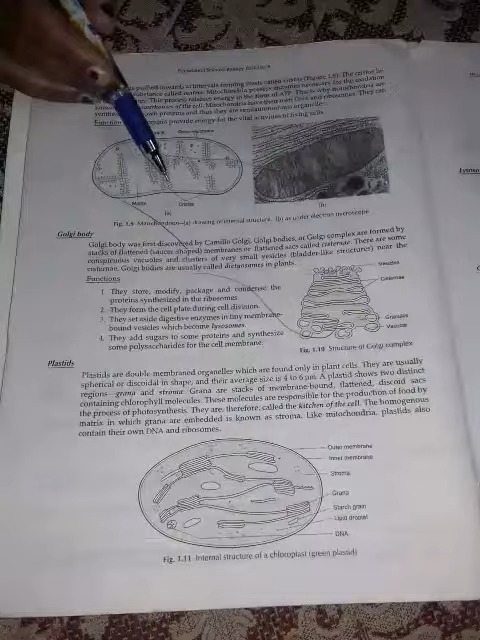 is pushed inwards at intervals forming folds called cristae (Figure 1.9). The cristae lie
substance called matrix. Mitochondria possess enzymes necessary for the oxidation
This process releases energy in the form of ATP. This is why mitochondria are
of the cell. Mitochondria have their own DNA and ribosomes. They can
own proteins and thus they are semiautonomous organelles.
Function provide energy for the vital activities of living cells.
Matrix
Cristae
(a)
(b)
Fig. 1.9 Mitochondrion—(a) drawing of internal structure, (b) as under electron microscope
Golgi body
Golgi body was first discovered by Camillo Golgi. Golgi bodies, or Golgi complex are formed by
stacks of flattened (saucer-shaped) membranes or flattened sacs called cisternae. There are some
conspicuous vacuoles and clusters of very small vesicles (bladder-like structures) near the
cisternae. Golgi bodies are usually called dictyosomes in plants.
Functions
1. They store, modify, package and condense the
proteins synthesized in the ribosomes.
2. They form the cell plate during cell division.
3. They set aside digestive enzymes in tiny membrane-
bound vesicles which become lysosomes.
4. They add sugars to some proteins and synthesize
some polysaccharides for the cell membrane.
Vesicles
Cisternae
Granules
Vacuole
Fig. 1.10 Structure of Golgi complex
Plastids
Plastids are double membraned organelles which are found only in plant cells. They are usually
spherical or discoidal in shape, and their average size is 4 to 6 µm. A plastid shows two distinct
regions—grana and stroma. Grana are stacks of membrane-bound, flattened, discoid sacs
containing chlorophyll molecules. These molecules are responsible for the production of food by
the process of photosynthesis. They are, therefore, called the kitchen of the cell. The homogenous
matrix in which grana are embedded is known as stroma. Like mitochondria, plastids also
contain their own DNA and ribosomes.
Outer membrane
Inner membrane
Stroma
Grana
Starch grain
Lipid droplet
DNA
Fig. 1.11 Internal structure of a chloroplast (green plastid)